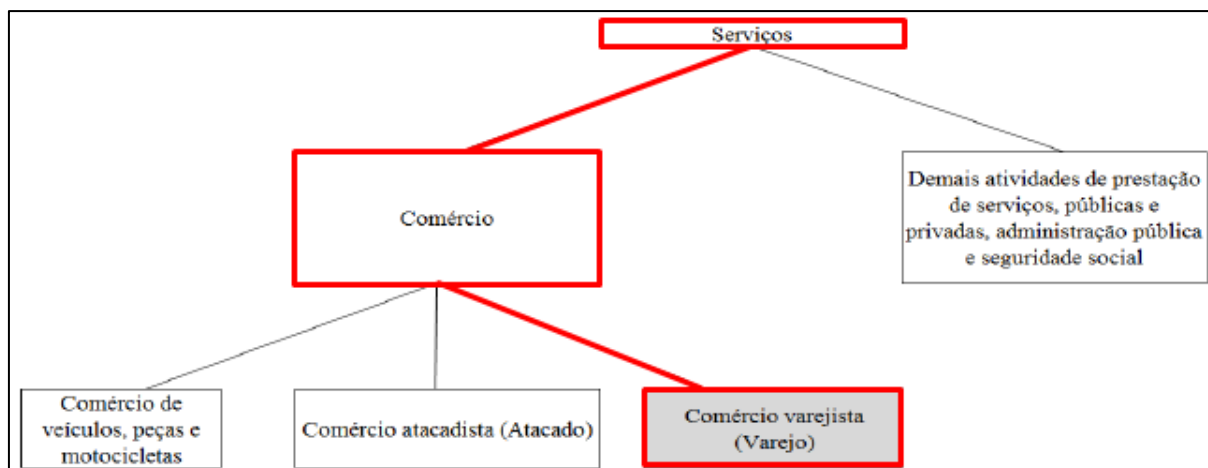 Serviços
Comércio
Demais atividades de prestação
de serviços, públicas e
privadas, administração pública
e seguridade social
Comércio de
veículos, peças e
motocicletas
Comércio atacadista (Atacado)
Comércio varejista
(Varejo)